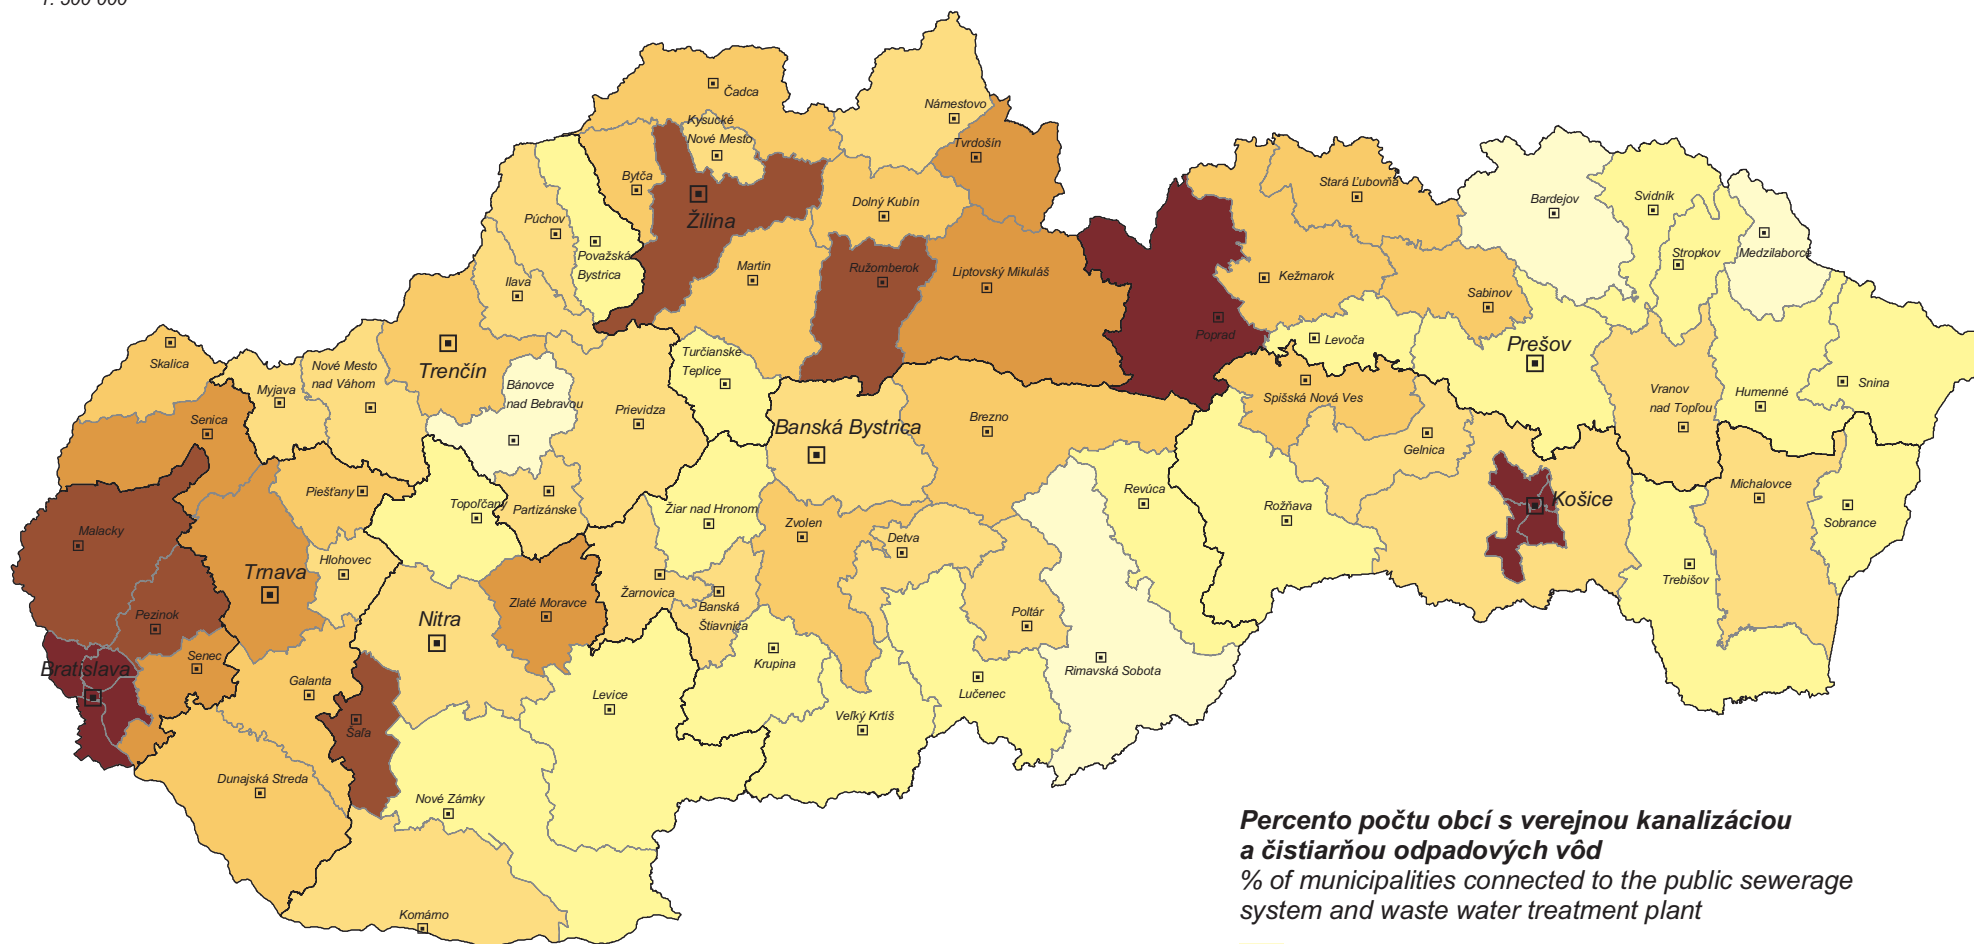 1: 500 000
Čadca
Kysucké
Nové Mesto
Námestovo
Tvrdošín
Bytča
Žilina
Dolný Kubín
Stará Ľubovňa
Bardejov
Svidník
Stropkov
Medzilaborce
Púchov
Považská
Bystrica
Ilava
Martin
Ružomberok
Liptovský Mikuláš
Kežmarok
Sabinov
Poprad
Levoča
Prešov
Skalica
Myjava
Nové Mesto
nad Váhom
Trenčín
Bánovce
nad Bebravou
Prievidza
Turčianske
Teplice
Banská Bystrica
Brezno
Spišská Nová Ves
Gelnica
Vranov
nad Topľou
Humenné
Snina
Senica
Piešťany
Topoľčany
Partizánske
Žiar nad Hronom
Zvolen
Detva
Revúca
Rožňava
Košice
Michalovce
Sobrance
Trebišov
Malacky
Trnava
Hlohovec
Pezinok
Nitra
Zlaté Moravce
Žarnovica
Banská
Štiavnica
Krupina
Poltár
Rimavská Sobota
Lučenec
Bratislava
Senec
Galanta
Šaľa
Levice
Veľký Krtíš
Dunajská Streda
Nové Zámky
Komárno
Percento počtu obcí s verejnou kanalizáciou
a čistiarňou odpadových vôd
% of municipalities connected to the public sewerage
system and waste water treatment plant